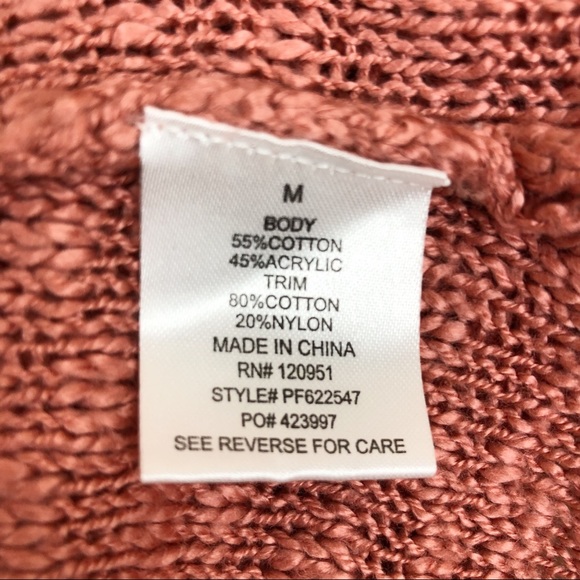 M
BODY
55%COTTON
45%ACRYLIC
TRIM
80%COTTON
20%NYLON
MADE IN CHINA
RN# 120951
STYLE# PF622547
PO# 423997
SEE REVERSE FOR CARE